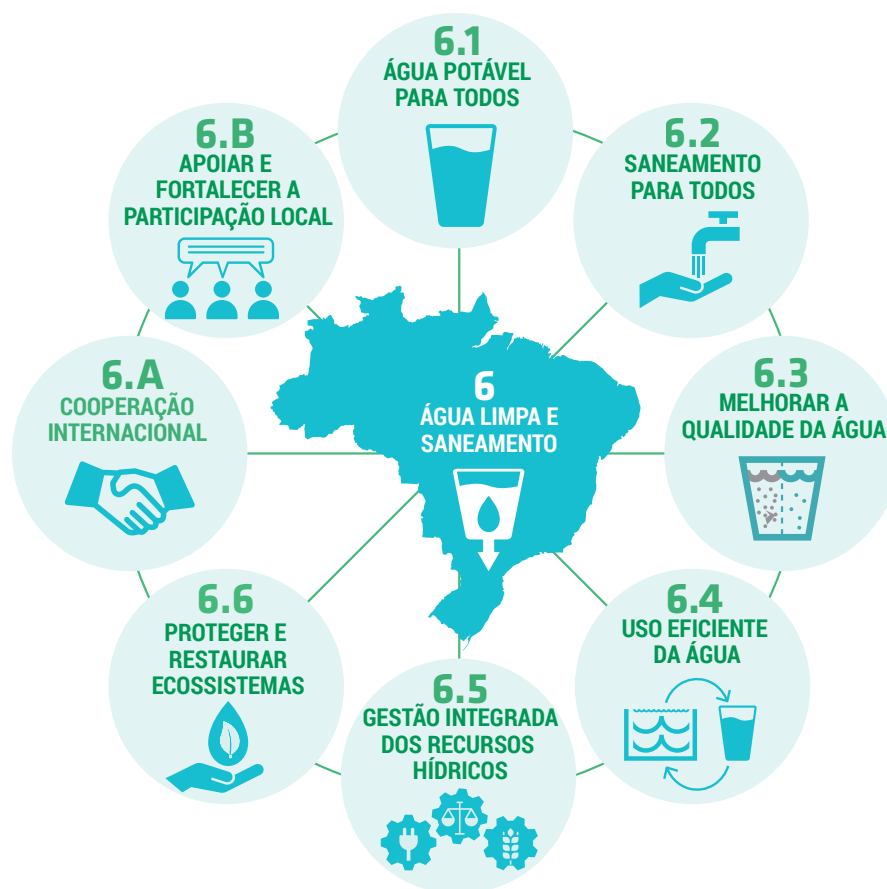 6.1
ÁGUA POTÁVEL
PARA TODOS
6.2
SANEAMENTO
PARA TODOS
6.3
MELHORAR A
QUALIDADE DA ÁGUA
6.4
USO EFICIENTE
DA ÁGUA
6.5
GESTÃO INTEGRADA
DOS RECURSOS
HÍDRICOS
6.6
PROTEGER E
RESTAURAR
ECOSSISTEMAS
6.A
COOPERAÇÃO
INTERNACIONAL
6.B
APOIAR E
FORTALECER A
PARTICIPAÇÃO LOCAL
6
ÁGUA LIMPA E
SANEAMENTO